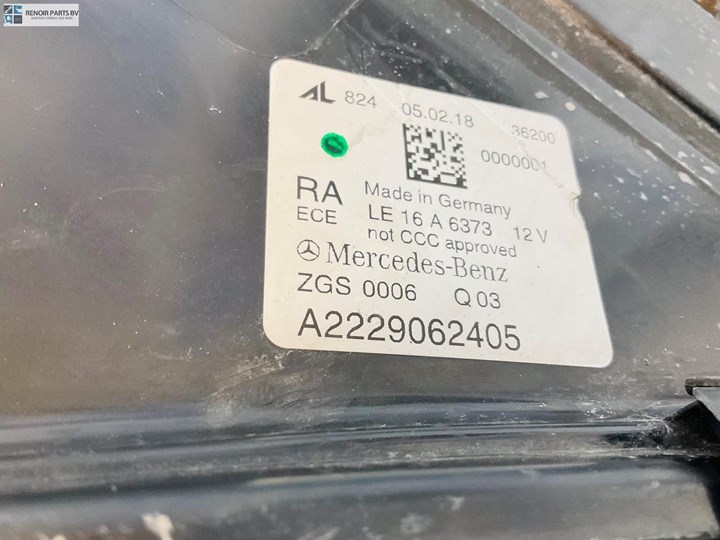 RENOIR PARTS BV
AL 824 05.02.18 36200
0000001
RA Made in Germany
ECE LE 16 A 6373 12 V
not CCC approved
Mercedes-Benz
ZGS 0006 Q 03
A2229062405